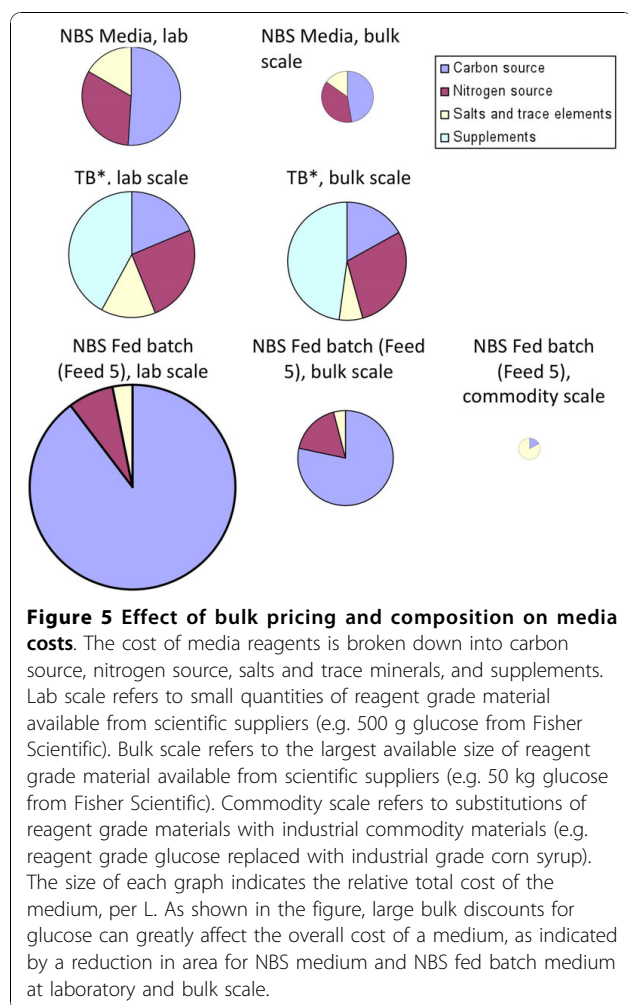 NBS Media, lab
NBS Media, bulk
scale
Carbon source
Nitrogen source
Salts and trace elements
Supplements
TB*. lab scale
TB*, bulk scale
NBS Fed batch
(Feed 5), lab scale
NBS Fed batch (Feed
5), bulk scale
NBS Fed batch
(Feed 5),
commodity scale
Figure 5 Effect of bulk pricing and composition on media
costs. The cost of media reagents is broken down into carbon
source, nitrogen source, salts and trace minerals, and supplements.
Lab scale refers to small quantities of reagent grade material
available from scientific suppliers (e.g. 500 g glucose from Fisher
Scientific). Bulk scale refers to the largest available size of reagent
grade material available from scientific suppliers (e.g. 50 kg glucose
from Fisher Scientific). Commodity scale refers to substitutions of
reagent grade materials with industrial commodity materials (e.g.
reagent grade glucose replaced with industrial grade corn syrup).
The size of each graph indicates the relative total cost of the
medium, per L. As shown in the figure, large bulk discounts for
glucose can greatly affect the overall cost of a medium, as indicated
by a reduction in area for NBS medium and NBS fed batch medium
at laboratory and bulk scale.